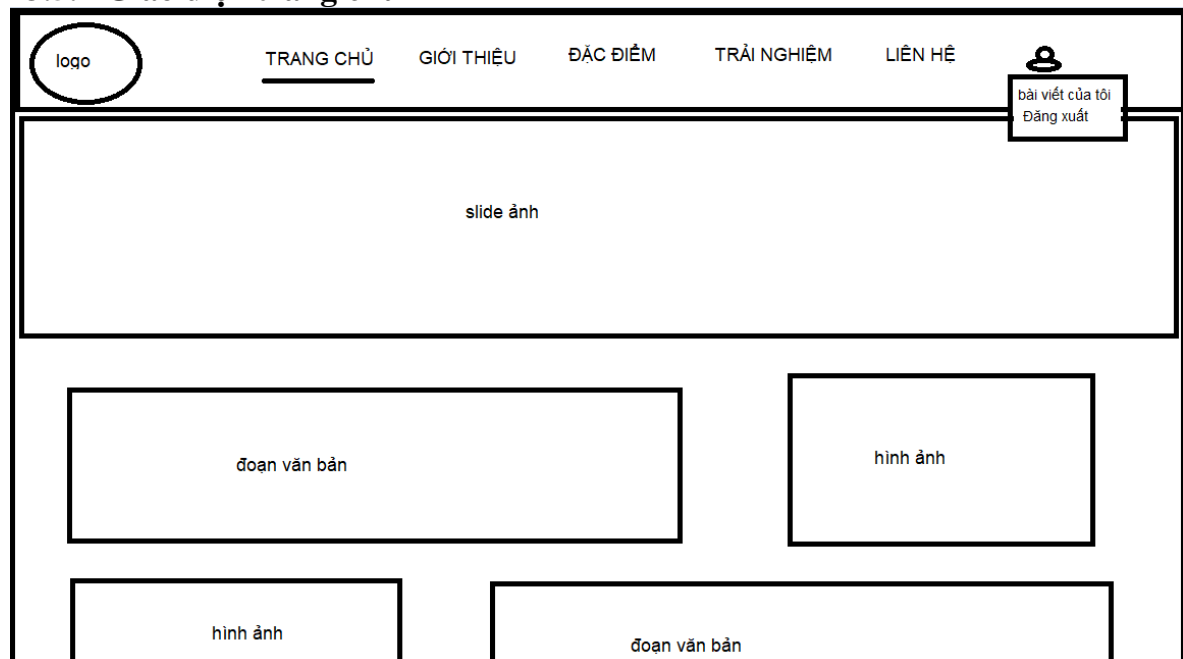 logo
TRANG CHỦ
GIỚI THIỆU
ĐẶC ĐIỂM
TRẢI NGHIỆM
LIÊN HỆ
bài viết của tôi
Đăng xuất
slide ảnh
đoạn văn bản
hình ảnh
hình ảnh
đoạn văn bản